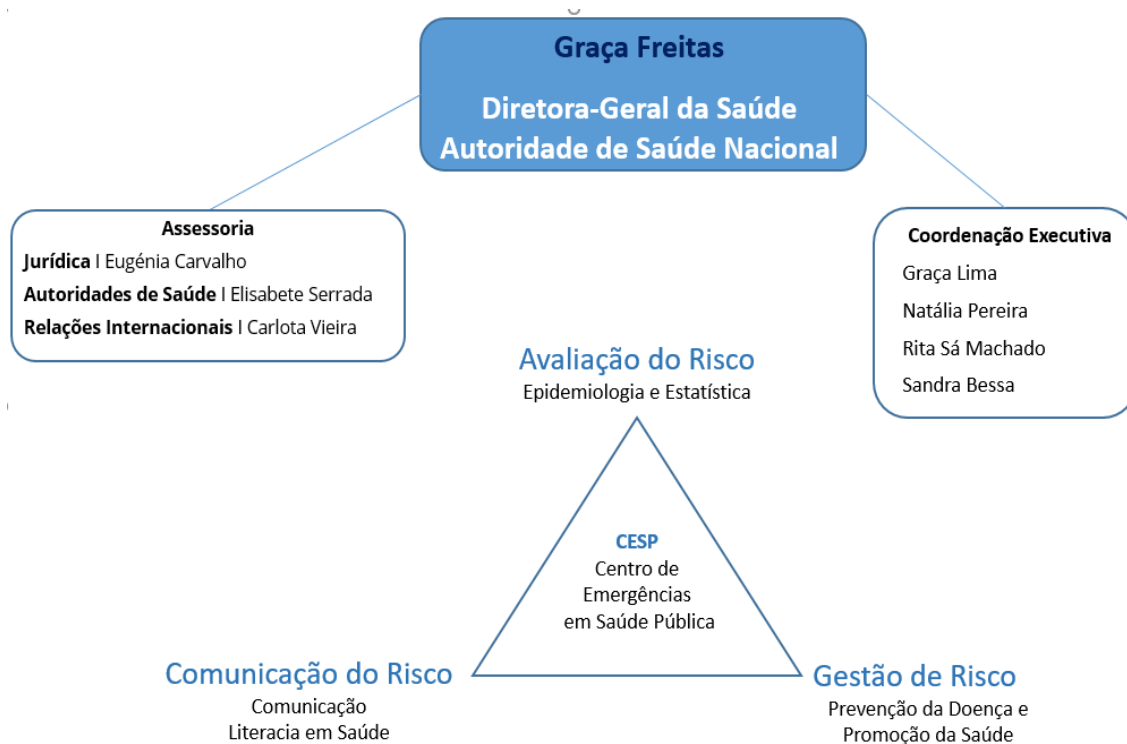 Graça Freitas
Diretora-Geral da Saúde
Autoridade de Saúde Nacional
Assessoria
Jurídica I Eugénia Carvalho
Autoridades de Saúde I Elisabete Serrada
Relações Internacionais I Carlota Vieira
Coordenação Executiva
Graça Lima
Natália Pereira
Rita Sá Machado
Sandra Bessa
Avaliação do Risco
Epidemiologia e Estatística
CESP
Centro de
Emergências
em Saúde Pública
Comunicação do Risco
Comunicação
Literacia em Saúde
Gestão de Risco
Prevenção da Doença e
Promoção da Saúde